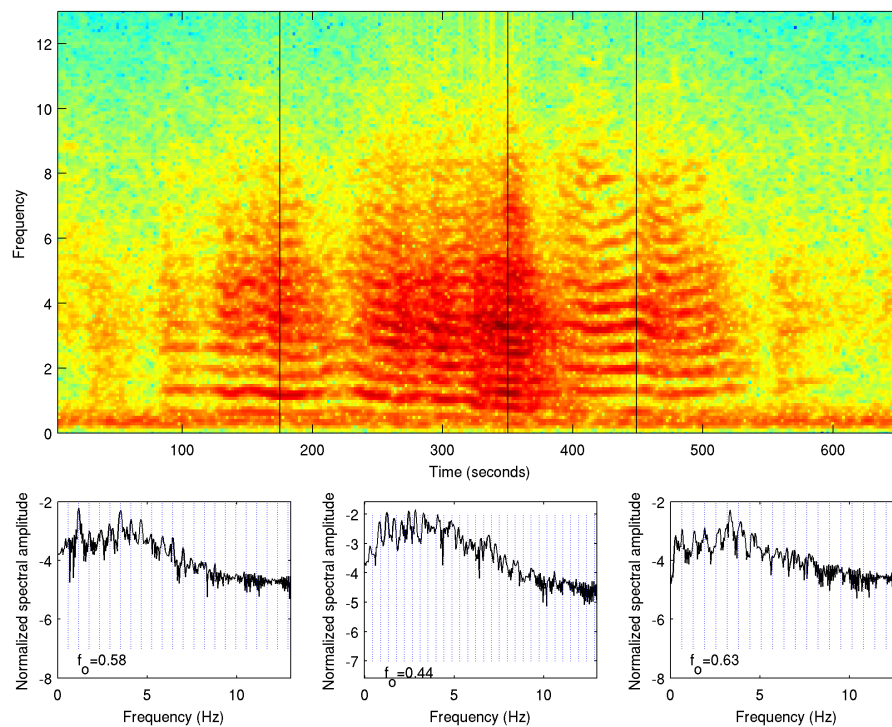 12
10
8
6
4
2
0
Frequency
100 200 300 400 500 600
Time (seconds)
-2
-4
-6
-8
Normalized spectral amplitude
f_o=0.58
0 5 10
Frequency (Hz)
-2
-3
-4
-5
-6
-7
Normalized spectral amplitude
f_o=0.44
0 5 10
Frequency (Hz)
-2
-4
-6
-8
Normalized spectral amplitude
f_o=0.63
0 5 10
Frequency (Hz)